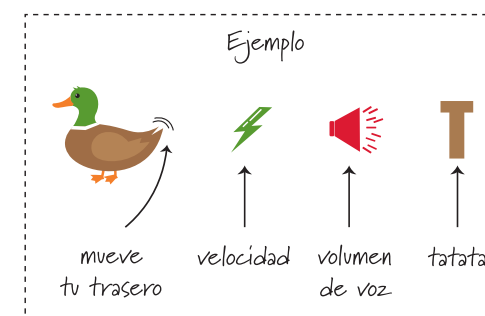 Ejemplo
T
mueve
tu trasero
velocidad
volumen
de voz
tatata